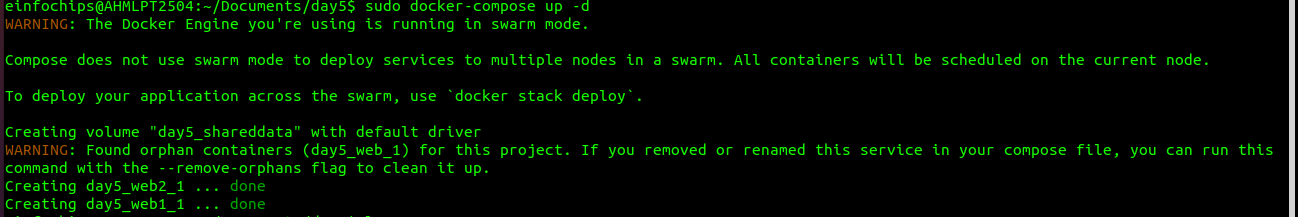 einfochips@AHMLPT2504:~/Documents/day5$ sudo docker-compose up -d
WARNING: The Docker Engine you're using is running in swarm mode.
Compose does not use swarm mode to deploy services to multiple nodes in a swarm. All containers will be scheduled on the current node.
To deploy your application across the swarm, use `docker stack deploy`.
Creating volume "day5_shareddata" with default driver
WARNING: Found orphan containers (day5_web_1) for this project. If you removed or renamed this service in your compose file, you can run this
command with the --remove-orphans flag to clean it up.
Creating day5_web2_1 ... done
Creating day5_web1_1 ... done